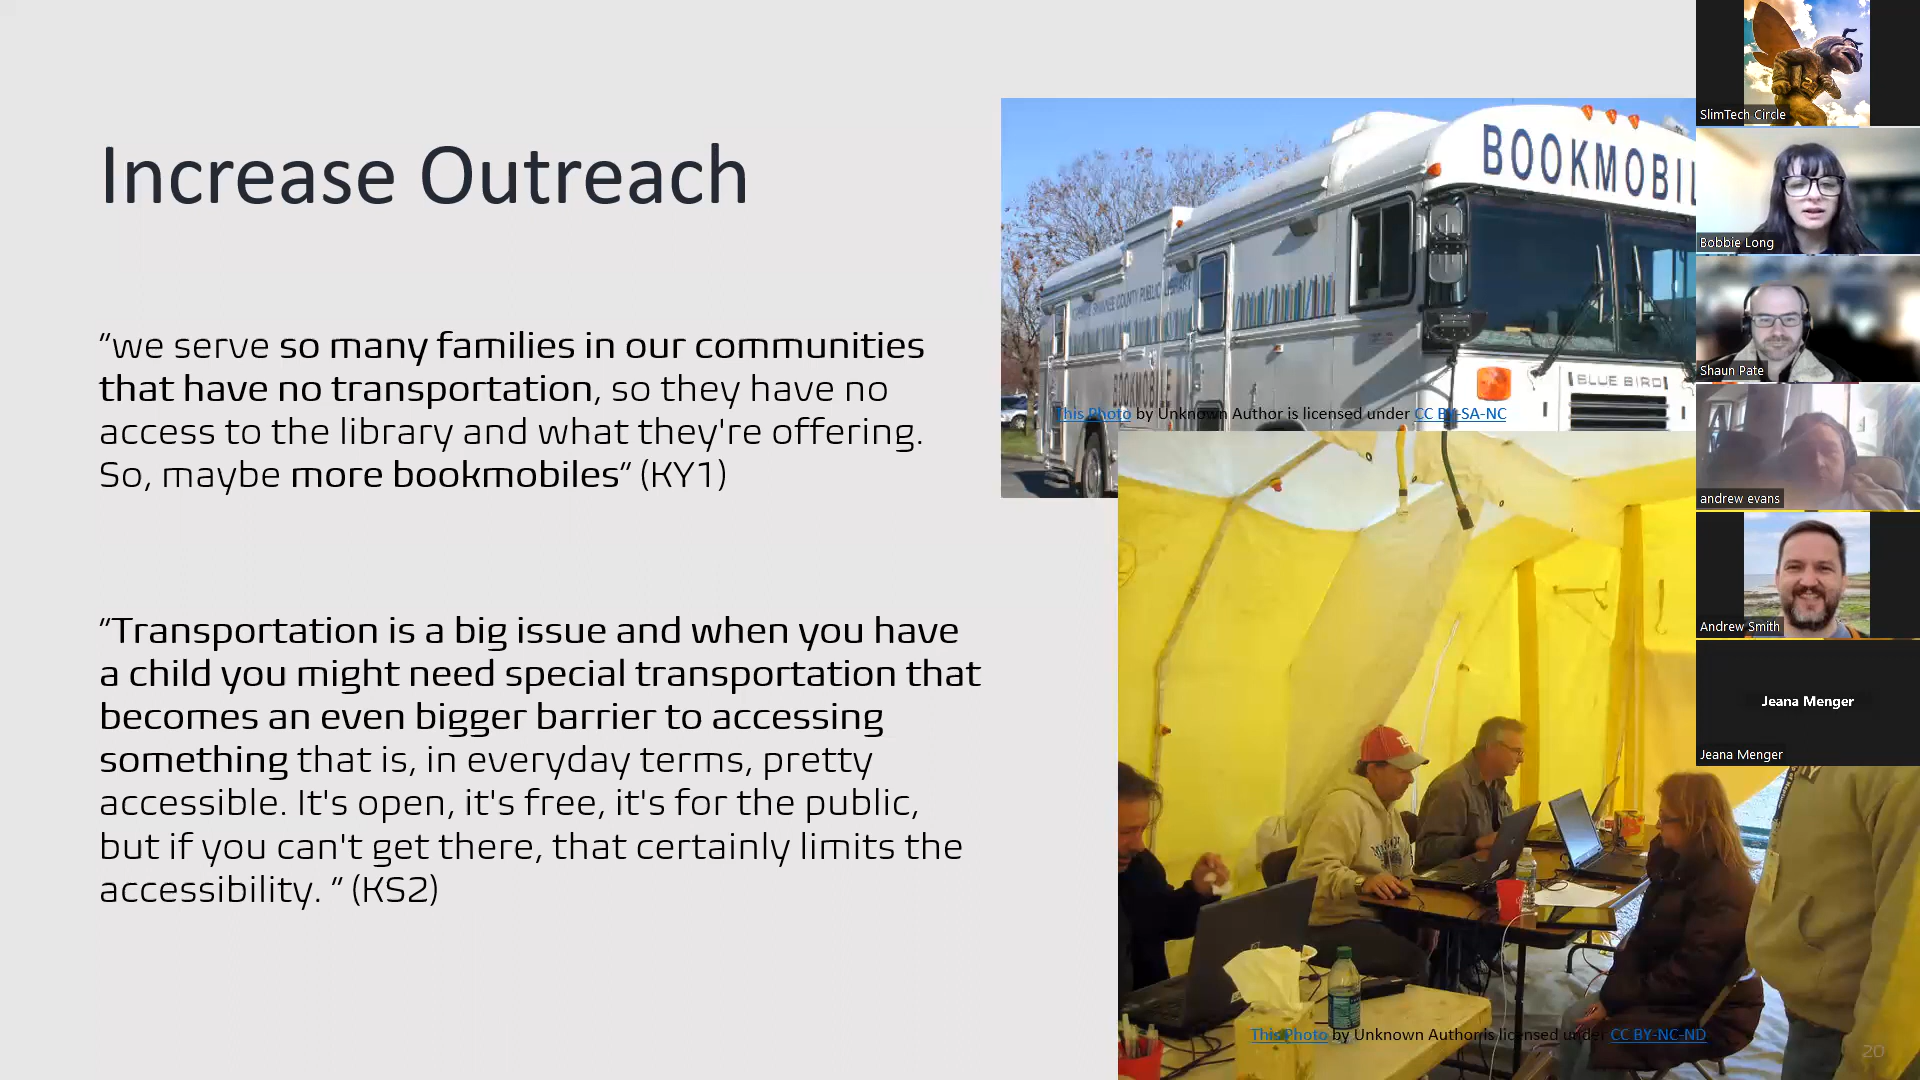 Increase Outreach
"we serve so many families in our communities
that have no transportation, so they have no
access to the library and what they're offering.
So, maybe more bookmobiles" (KY1)
"Transportation is a big issue and when you have
a child you might need special transportation that
becomes an even bigger barrier to accessing
something that is, in everyday terms, pretty
accessible. It's open, it's free, it's for the public,
but if you can't get there, that certainly limits the
accessibility. " (KS2)
BOOKMOBIL
SHAWNEE COUNTY PUBLIC LIBRARY
BOOKMOBILE
BLUE BIRD
This Photo by Unknown Author is licensed under CC BY-SA-NC
This Photo by Unknown Author is licensed under CC BY-NC-ND
20
SlimTech Circle
Bobbie Long
Shaun Pate
andrew evans
Andrew Smith
Jeana Menger
Jeana Menger